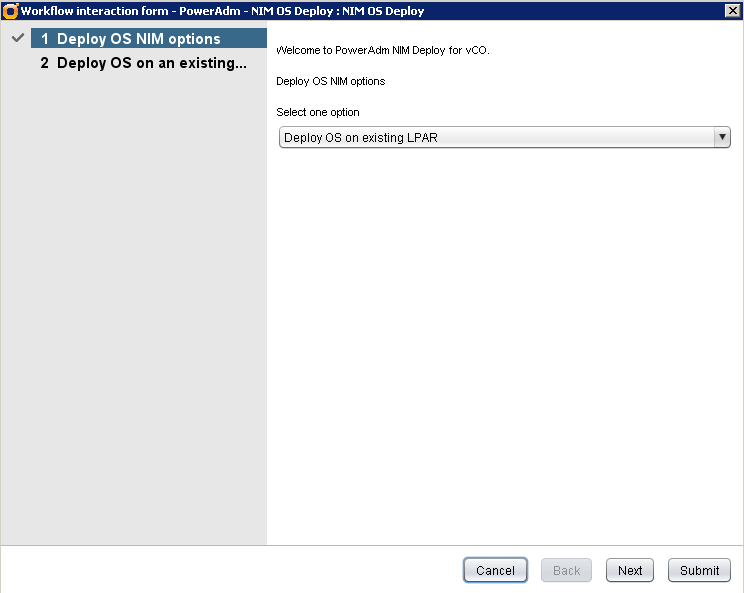 Workflow interaction form - PowerAdm - NIM OS Deploy : NIM OS Deploy
1 Deploy OS NIM options
2 Deploy OS on an existing...
Welcome to PowerAdm NIM Deploy for vCO.
Deploy OS NIM options
Select one option
Deploy OS on existing LPAR
Cancel Back Next Submit